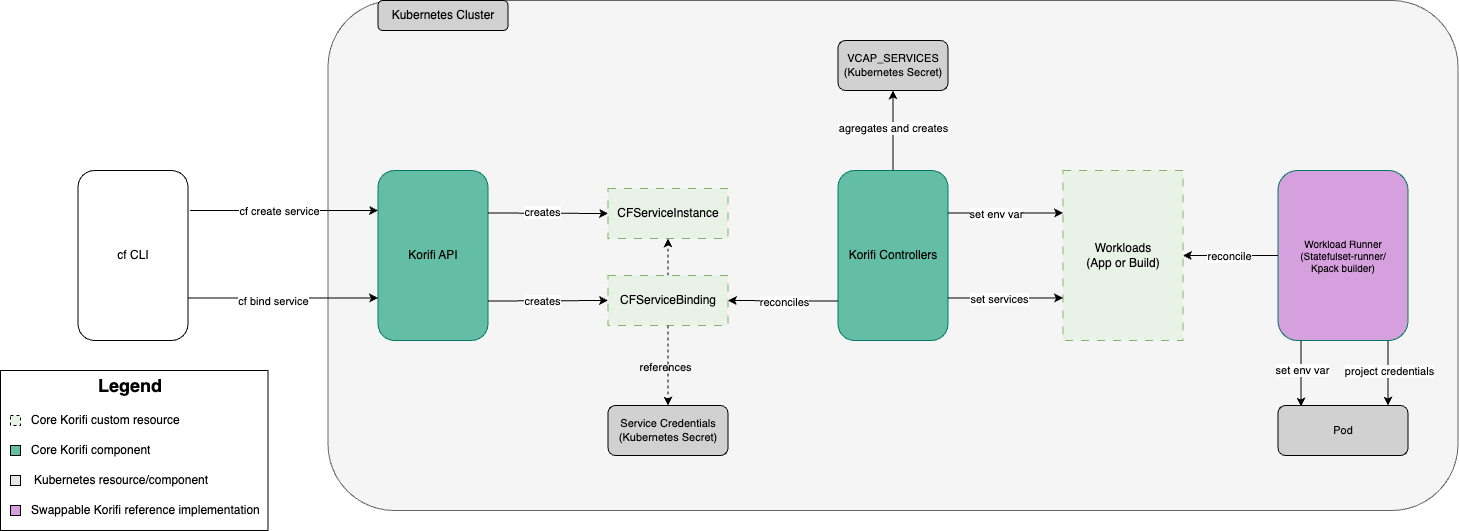 Kubernetes Cluster
VCAP_SERVICES
(Kubernetes Secret)
agregates and creates
cf CLI
cf create service
cf bind service
Korifi API
creates
creates
CFServiceInstance
CFServiceBinding
reconciles
references
Service Credentials
(Kubernetes Secret)
Korifi Controllers
set env var
set services
Workloads
(App or Build)
reconcile
Workload Runner
(Statefulset-runner/
Kpack builder)
set env var
project credentials
Pod
Legend
Core Korifi custom resource
Core Korifi component
Kubernetes resource/component
Swappable Korifi reference implementation